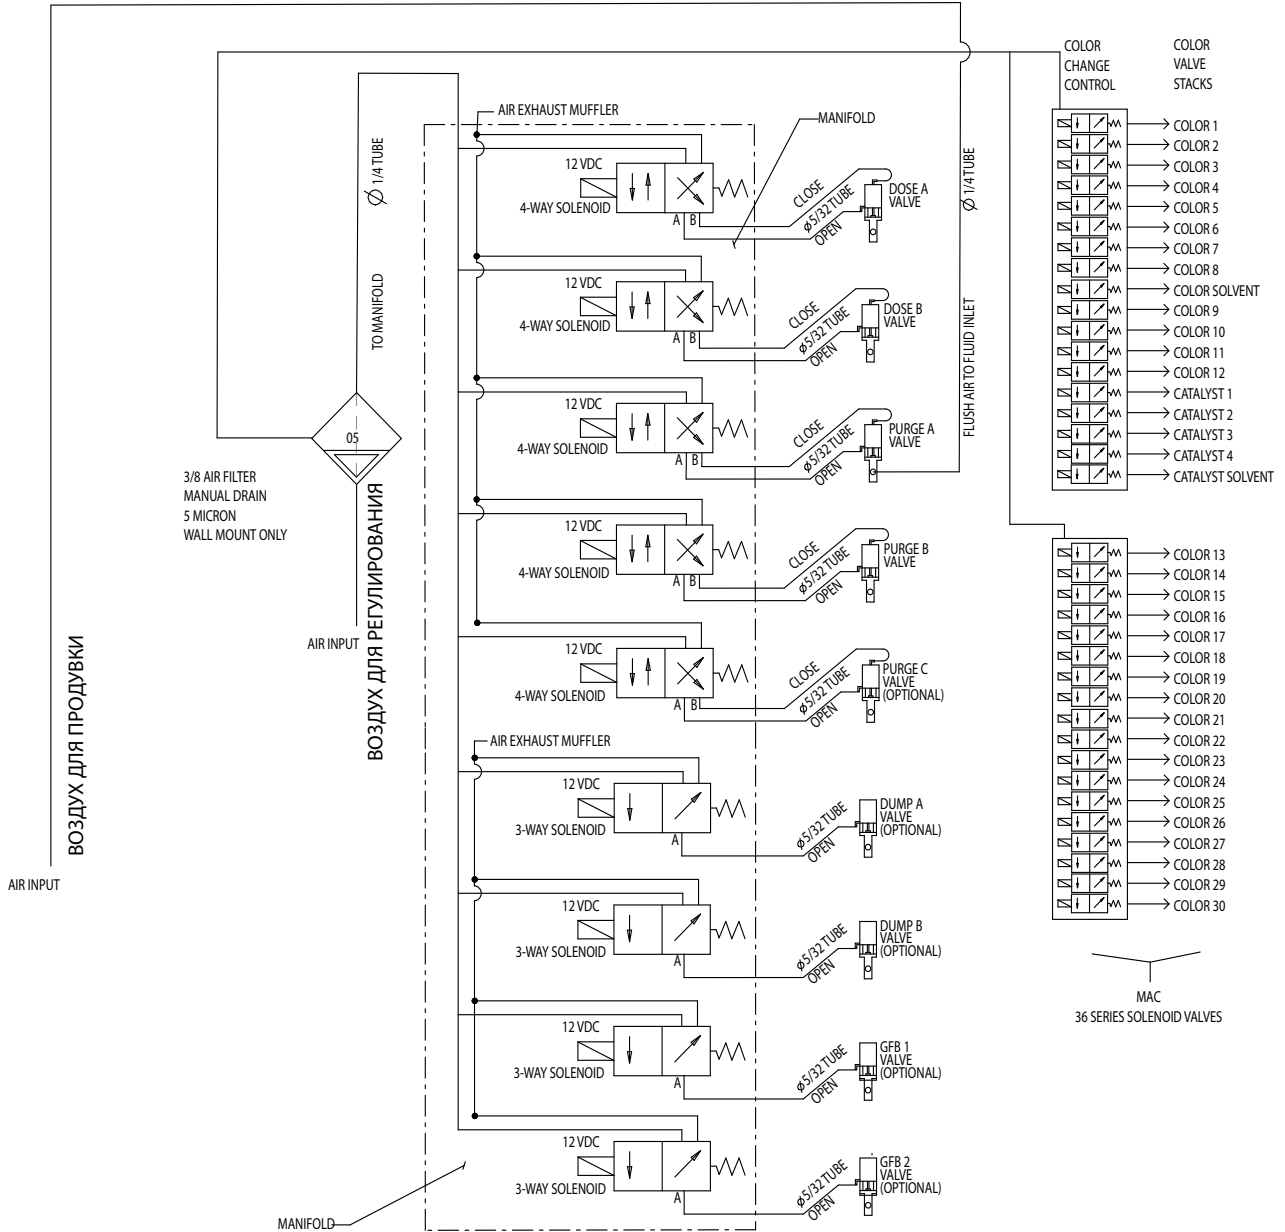 COLOR
CHANGE
CONTROL
COLOR
VALVE
STACKS
AIR EXHAUST MUFFLER
MANIFOLD
Ø 1/4 TUBE
TO MANIFOLD
12 VDC
4-WAY SOLENOID
A B
CLOSE
ø5/32 TUBE
OPEN
DOSE A
VALVE
Ø 1/4 TUBE
FLUSH AIR TO FLUID INLET
12 VDC
4-WAY SOLENOID
A B
CLOSE
ø5/32 TUBE
OPEN
DOSE B
VALVE
12 VDC
4-WAY SOLENOID
A B
CLOSE
ø5/32 TUBE
OPEN
PURGE A
VALVE
05
3/8 AIR FILTER
MANUAL DRAIN
5 MICRON
WALL MOUNT ONLY
12 VDC
4-WAY SOLENOID
A B
CLOSE
ø5/32 TUBE
OPEN
PURGE B
VALVE
AIR INPUT
ВОЗДУХ ДЛЯ РЕГУЛИРОВАНИЯ
12 VDC
4-WAY SOLENOID
A B
CLOSE
ø5/32 TUBE
OPEN
PURGE C
VALVE
(OPTIONAL)
ВОЗДУХ ДЛЯ ПРОДУВКИ
AIR INPUT
AIR EXHAUST MUFFLER
12 VDC
3-WAY SOLENOID
A
ø5/32 TUBE
OPEN
DUMP A
VALVE
(OPTIONAL)
12 VDC
3-WAY SOLENOID
A
ø5/32 TUBE
OPEN
DUMP B
VALVE
(OPTIONAL)
12 VDC
3-WAY SOLENOID
A
ø5/32 TUBE
OPEN
GFB 1
VALVE
(OPTIONAL)
12 VDC
3-WAY SOLENOID
A
ø5/32 TUBE
OPEN
GFB 2
VALVE
(OPTIONAL)
MANIFOLD
COLOR 1
COLOR 2
COLOR 3
COLOR 4
COLOR 5
COLOR 6
COLOR 7
COLOR 8
COLOR SOLVENT
COLOR 9
COLOR 10
COLOR 11
COLOR 12
CATALYST 1
CATALYST 2
CATALYST 3
CATALYST 4
CATALYST SOLVENT
COLOR 13
COLOR 14
COLOR 15
COLOR 16
COLOR 17
COLOR 18
COLOR 19
COLOR 20
COLOR 21
COLOR 22
COLOR 23
COLOR 24
COLOR 25
COLOR 26
COLOR 27
COLOR 28
COLOR 29
COLOR 30
MAC
36 SERIES SOLENOID VALVES